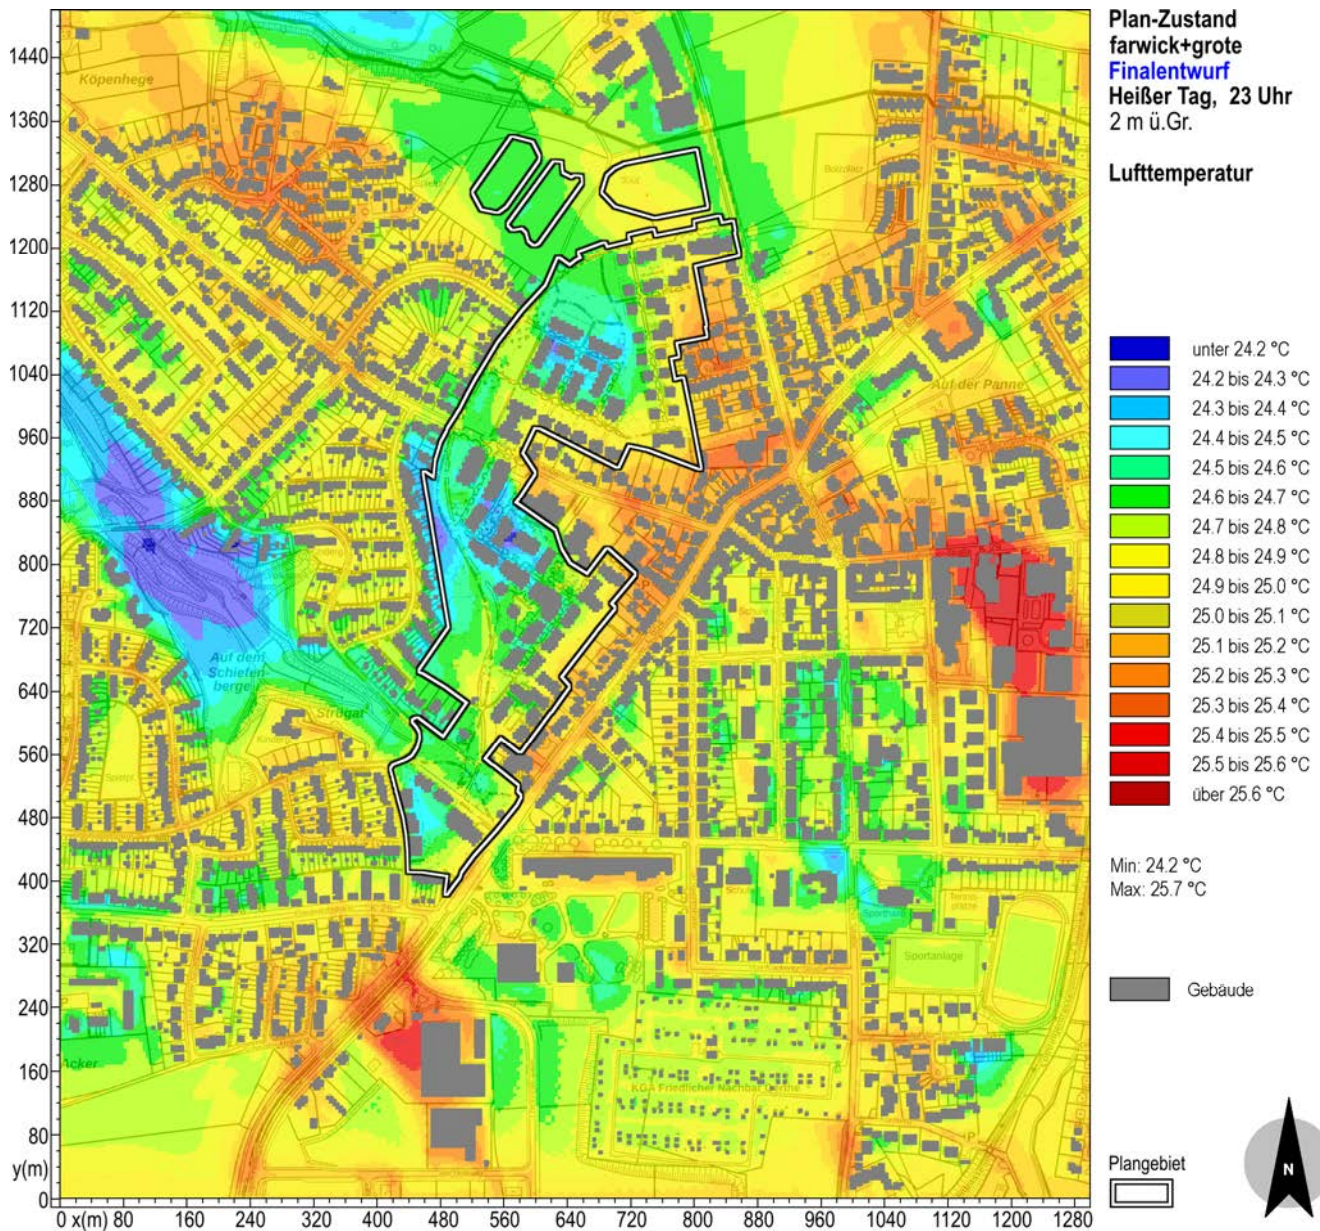 Plan-Zustand
farwick+grote
Finalentwurf
Heißer Tag, 23 Uhr
2 m ü.Gr.
Lufttemperatur
unter 24.2 °C
24.2 bis 24.3 °C
24.3 bis 24.4 °C
24.4 bis 24.5 °C
24.5 bis 24.6 °C
24.6 bis 24.7 °C
24.7 bis 24.8 °C
24.8 bis 24.9 °C
24.9 bis 25.0 °C
25.0 bis 25.1 °C
25.1 bis 25.2 °C
25.2 bis 25.3 °C
25.3 bis 25.4 °C
25.4 bis 25.5 °C
25.5 bis 25.6 °C
über 25.6 °C
Min: 24.2 °C
Max: 25.7 °C
Gebäude
Plangebiet
N
1440
1360
1280
1200
1120
1040
960
880
800
720
640
560
480
400
320
240
160
80
y(m)
0
0 x(m) 80 160 240 320 400 480 560 640 720 800 880 960 1040 1120 1200 1280
Köpenhege
Bolzplatz
Auf der Panne
Auf dem
Schiefen-
berge
Sportanlage
Acker
KGA Friedlicher Nachbar Gerthe